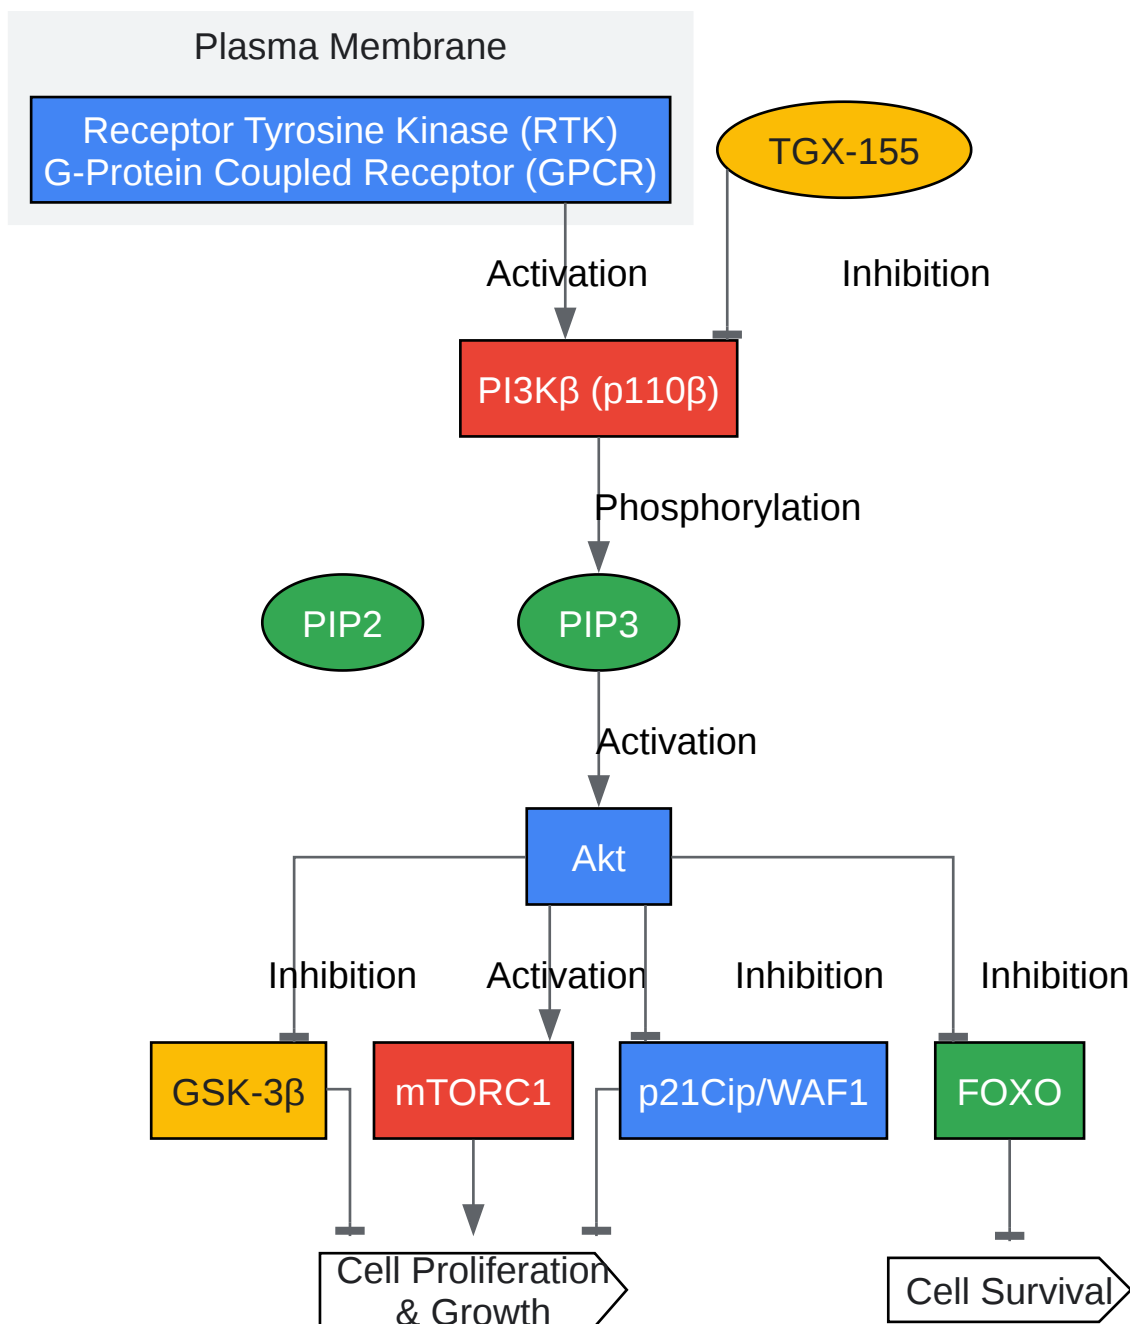 Plasma Membrane
Receptor Tyrosine Kinase (RTK)
G-Protein Coupled Receptor (GPCR)
TGX-155
Activation
Inhibition
PI3Kβ (p110β)
Phosphorylation
PIP2
PIP3
Activation
Akt
Inhibition
Activation
Inhibition
Inhibition
GSK-3β
mTORC1
p21Cip/WAF1
FOXO
Cell Proliferation
& Growth
Cell Survival